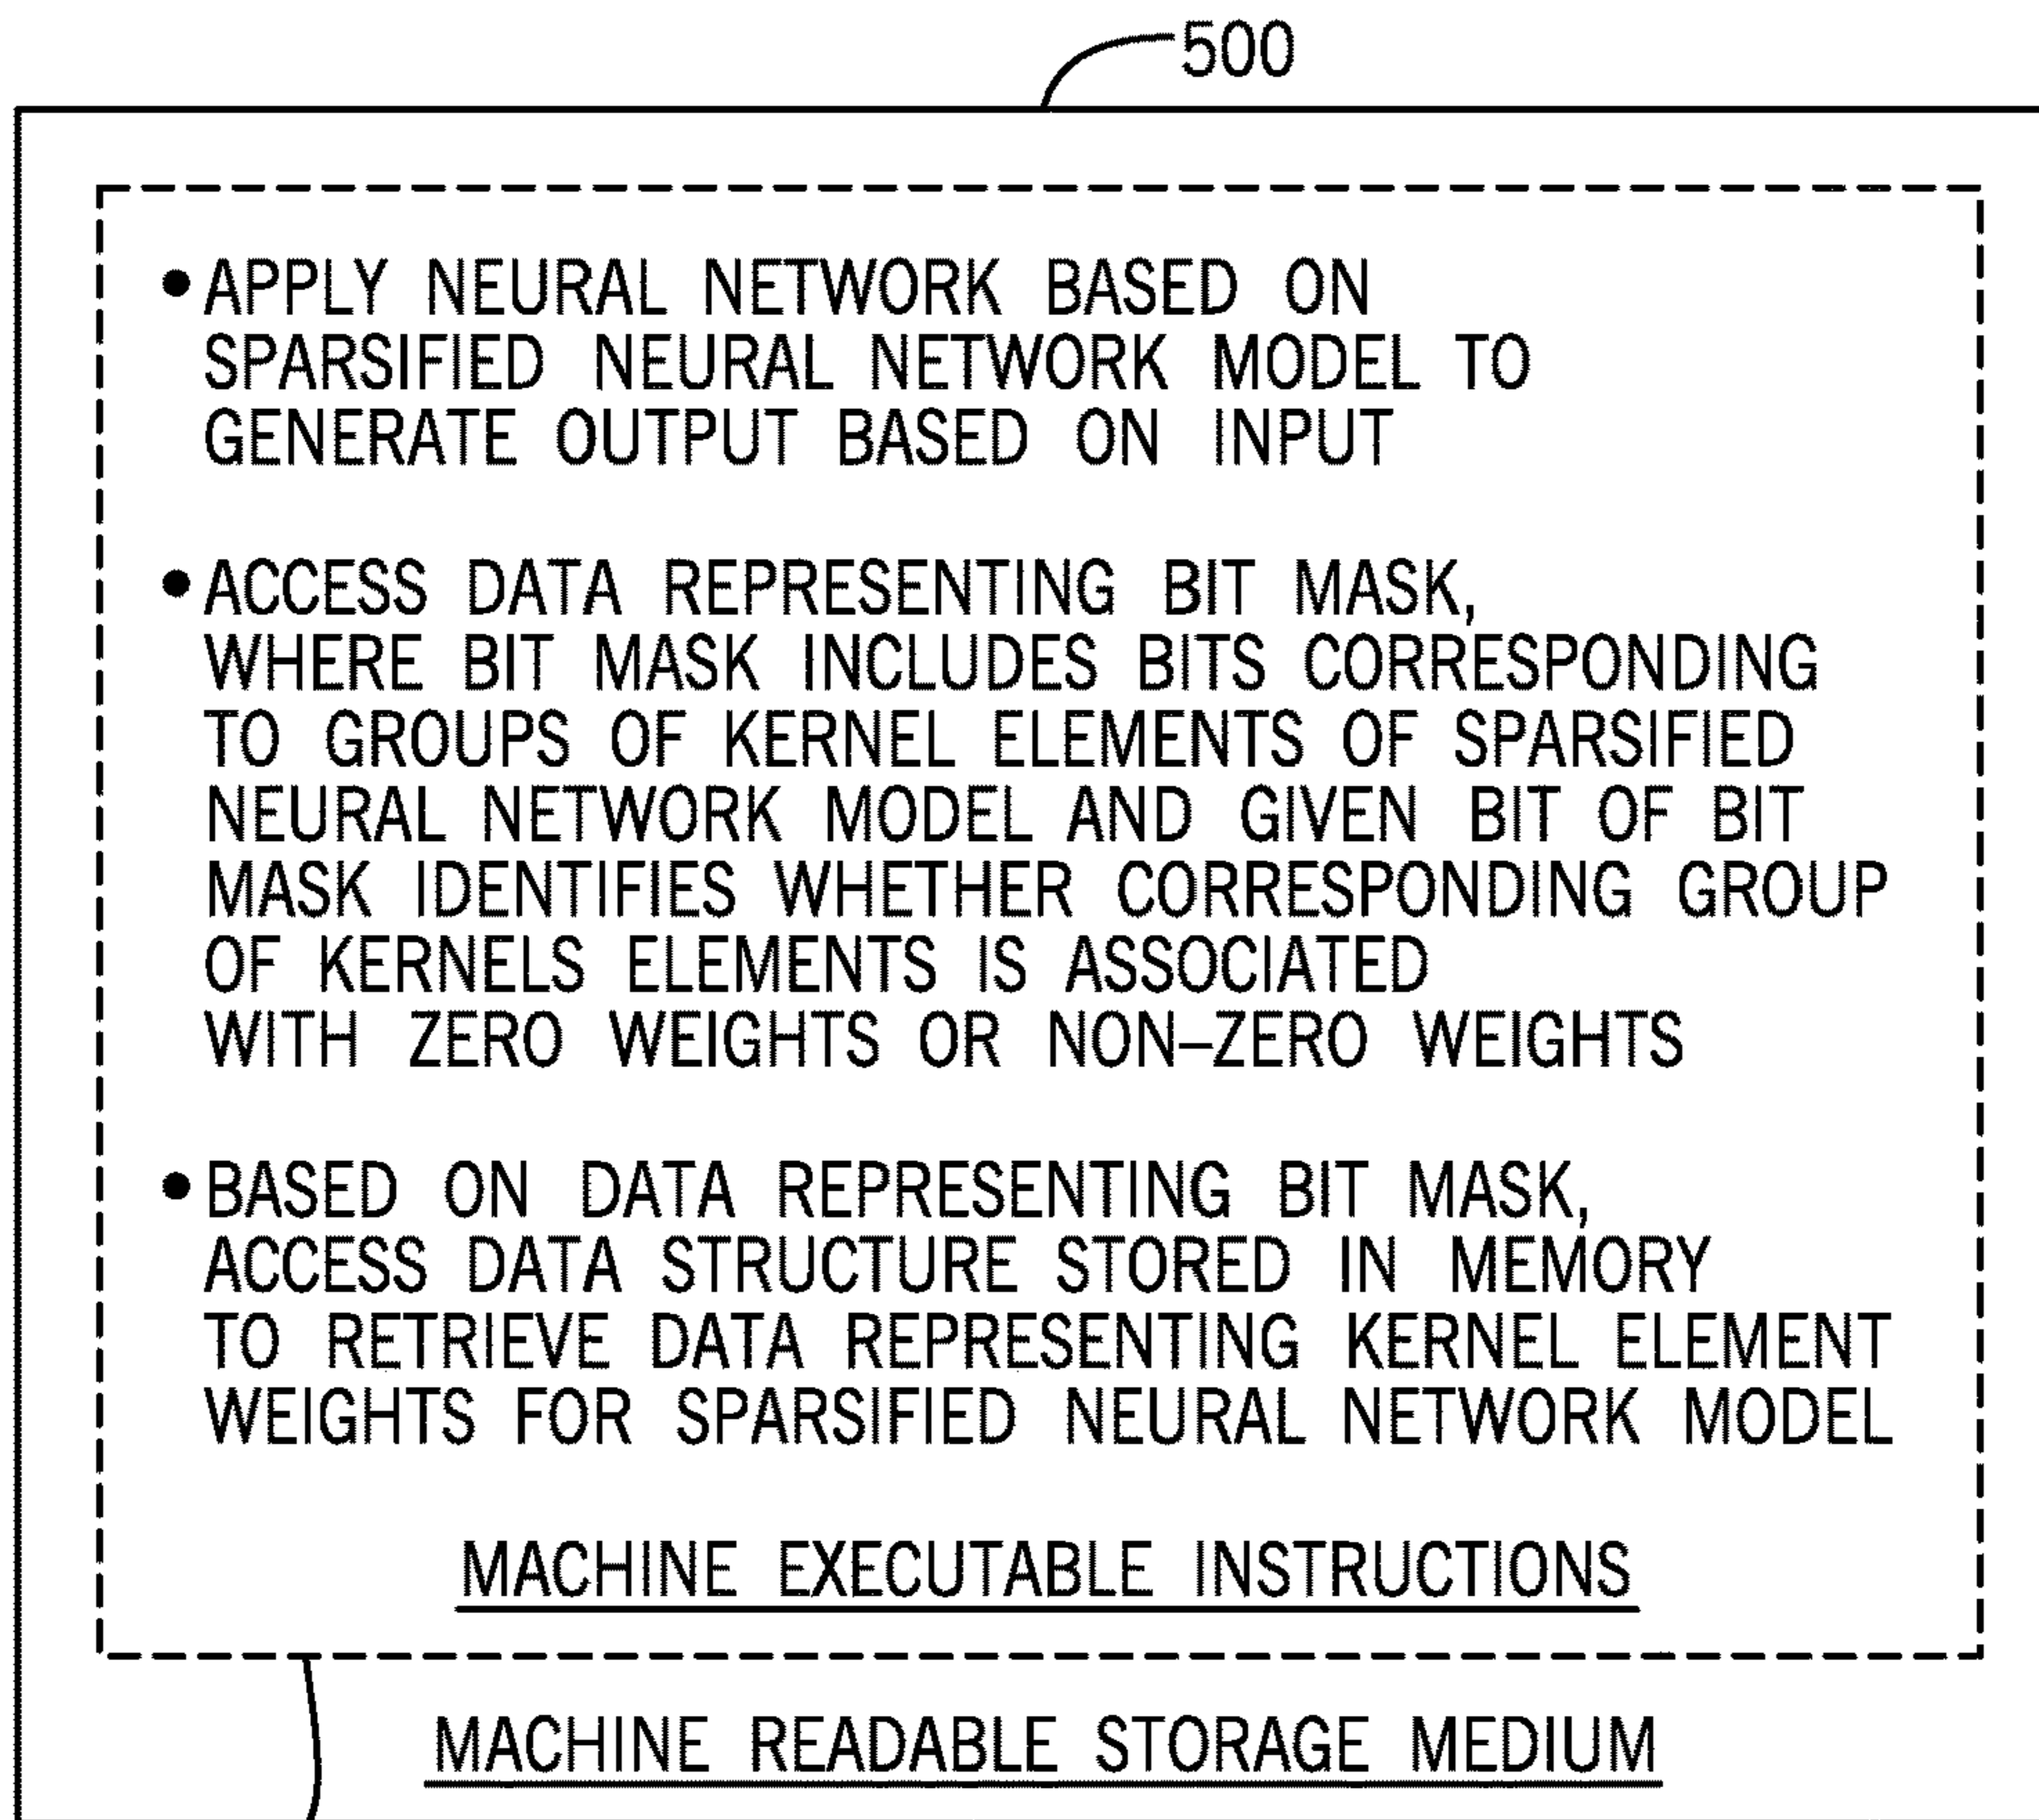 500
• APPLY NEURAL NETWORK BASED ON
SPARSIFIED NEURAL NETWORK MODEL TO
GENERATE OUTPUT BASED ON INPUT
• ACCESS DATA REPRESENTING BIT MASK,
WHERE BIT MASK INCLUDES BITS CORRESPONDING
TO GROUPS OF KERNEL ELEMENTS OF SPARSIFIED
NEURAL NETWORK MODEL AND GIVEN BIT OF BIT
MASK IDENTIFIES WHETHER CORRESPONDING GROUP
OF KERNELS ELEMENTS IS ASSOCIATED
WITH ZERO WEIGHTS OR NON–ZERO WEIGHTS
• BASED ON DATA REPRESENTING BIT MASK,
ACCESS DATA STRUCTURE STORED IN MEMORY
TO RETRIEVE DATA REPRESENTING KERNEL ELEMENT
WEIGHTS FOR SPARSIFIED NEURAL NETWORK MODEL
MACHINE EXECUTABLE INSTRUCTIONS
MACHINE READABLE STORAGE MEDIUM